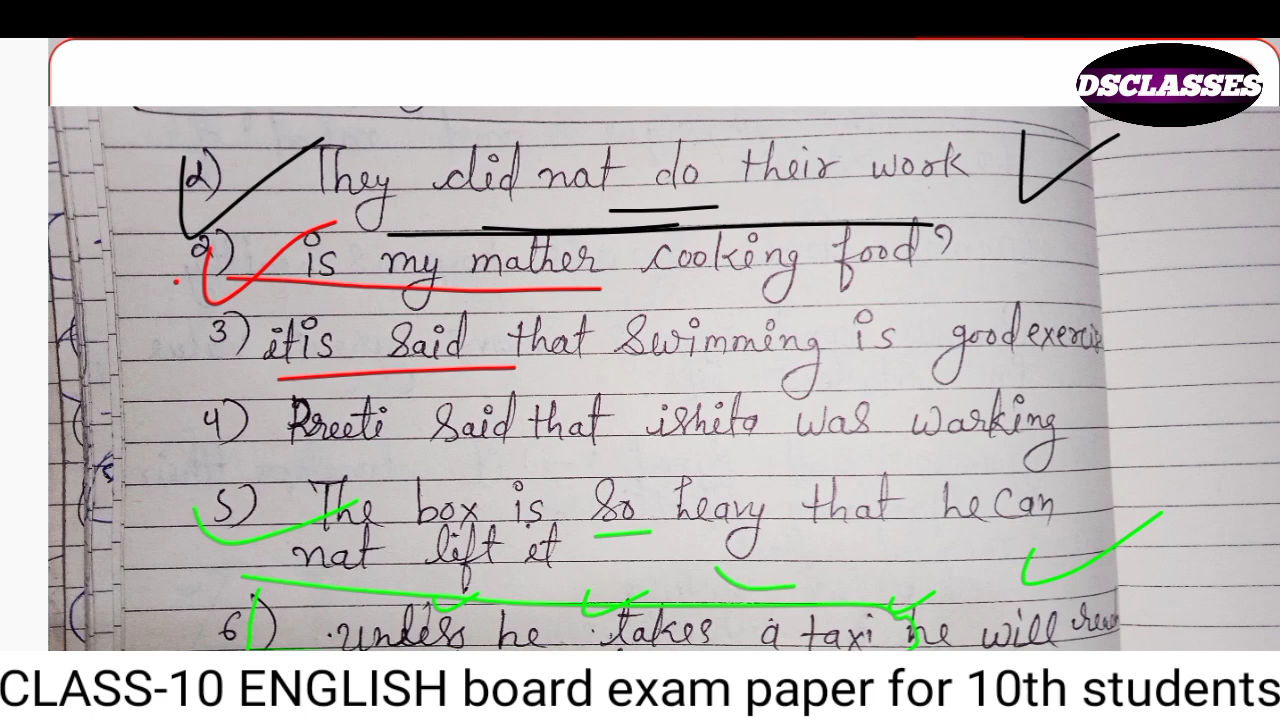 DSCLASSES
1) They did nat do their work
2) is my mather cooking food?
3) it is said that swimming is good exercise
4) Preeti said that ishita was warking
5) The box is so heavy that he can
nat lift it
6) unless he takes a taxi he will
CLASS-10 ENGLISH board exam paper for 10th students